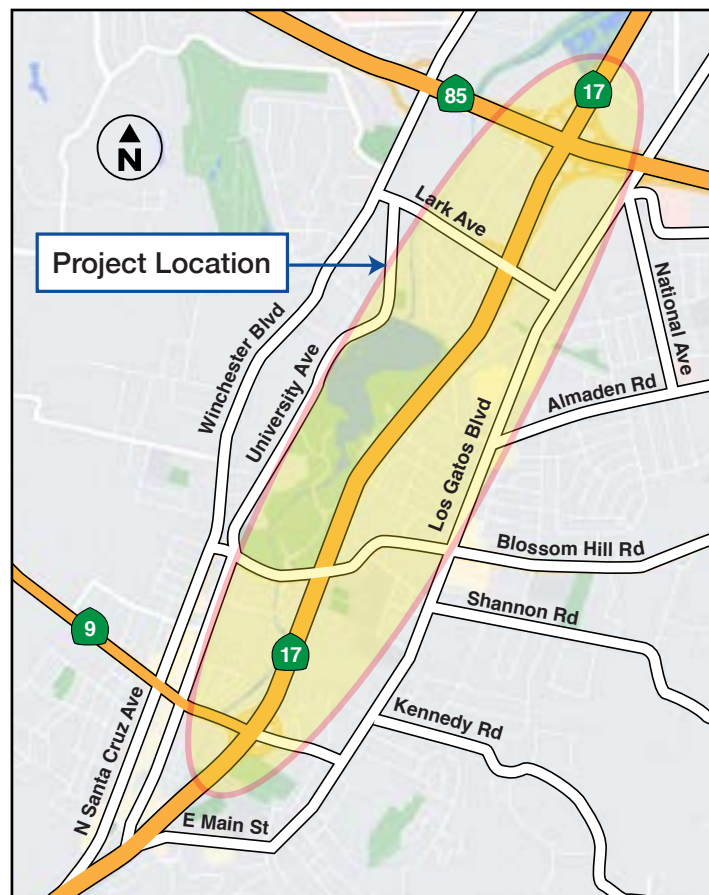 17
85
N
Lark Ave
Project Location
National Ave
Winchester Blvd
University Ave
Almaden Rd
Los Gatos Blvd
Blossom Hill Rd
Shannon Rd
9
17
N Santa Cruz Ave
Kennedy Rd
E Main St